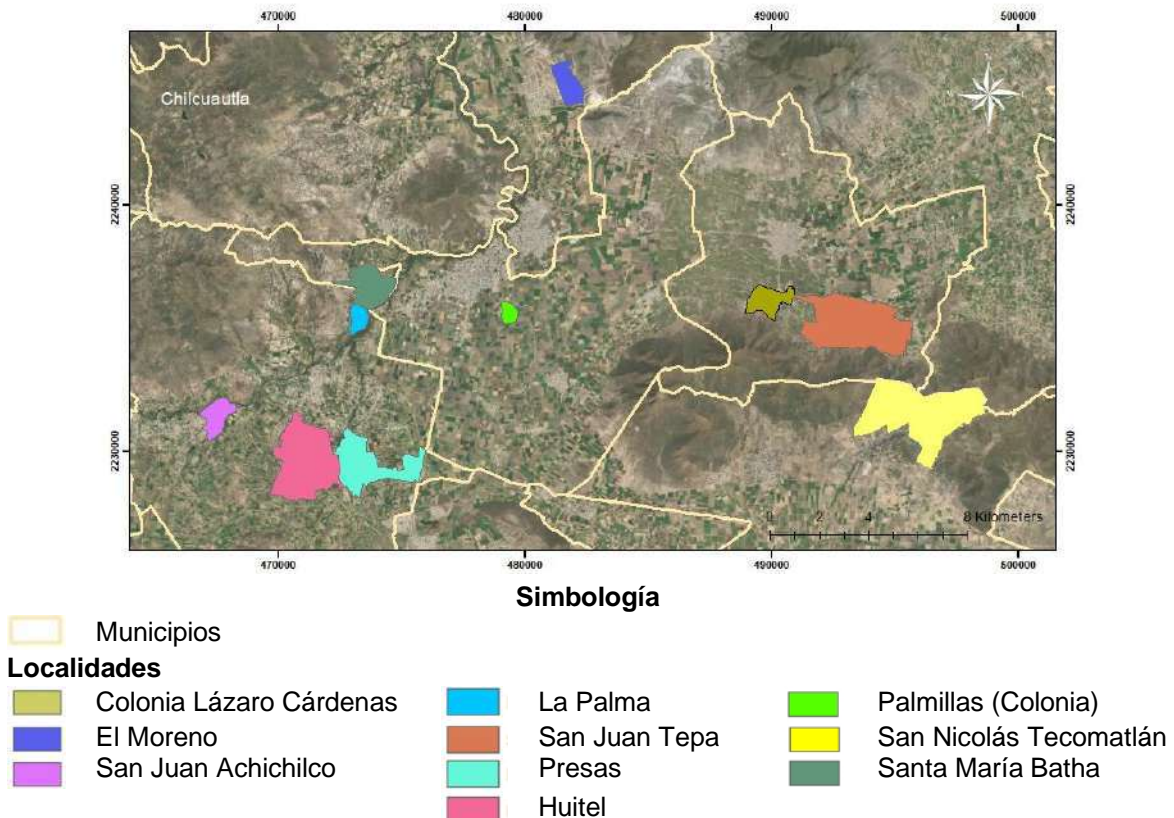 470000 480000 490000 500000
Chilcuautla
2240000 2240000
2230000 2230000
0 2 4 8 Kilometers
470000 480000 490000 500000
Simbología
Municipios
Localidades
Colonia Lázaro Cárdenas La Palma Palmillas (Colonia)
El Moreno San Juan Tepa San Nicolás Tecomatlán
San Juan Achichilco Presas Santa María Batha
Huitel